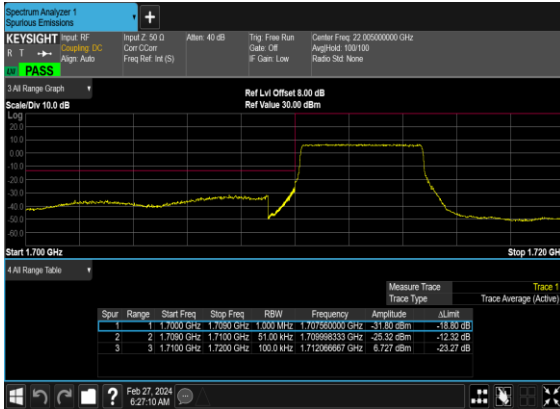 Spectrum Analyzer 1
Spurious Emissions
KEYSIGHT
R T
Input: RF
Coupling: DC
Align: Auto
Input Z: 50 Ω
Corr CCorr
Freq Ref: Int (S)
Atten: 40 dB
Trig: Free Run
Gate: Off
IF Gain: Low
Center Freq: 22.005000000 GHz
Avg|Hold: 100/100
Radio Std: None
PASS
3 All Range Graph
Scale/Div 10.0 dB
Ref Lvl Offset 8.00 dB
Ref Value 30.00 dBm
Log
20.0
10.0
0.00
-10.0
-20.0
-30.0
-40.0
-50.0
-60.0
Start 1.700 GHz
Stop 1.720 GH
4 All Range Table
Measure Trace Trace 1
Trace Type Trace Average (Active)
Spur Range Start Freq Stop Freq RBW Frequency Amplitude ΔLimit
1 1 1.7000 GHz 1.7090 GHz 1.000 MHz 1.707560000 GHz -31.80 dBm -18.80 dB
2 2 1.7090 GHz 1.7100 GHz 51.00 kHz 1.709998333 GHz -25.32 dBm -12.32 dB
3 3 1.7100 GHz 1.7200 GHz 100.0 kHz 1.712066667 GHz 6.727 dBm -23.27 dB
Feb 27, 2024
6:27:10 AM